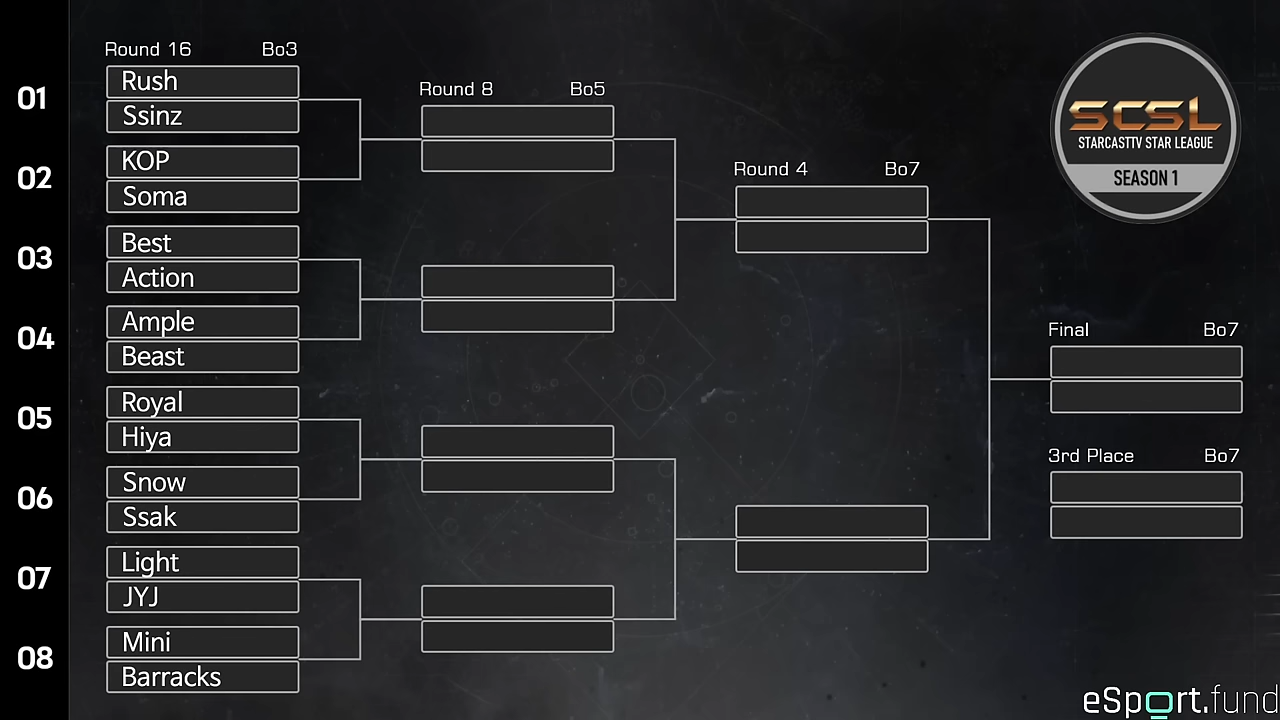 Round 16 Bo3
01
Rush
Ssinz
02
KOP
Soma
03
Best
Action
04
Ample
Beast
05
Royal
Hiya
06
Snow
Ssak
07
Light
JYJ
08
Mini
Barracks
Round 8 Bo5
Round 4 Bo7
Final Bo7
3rd Place Bo7
SCSL
STARCASTTV STAR LEAGUE
SEASON 1
eSport.fund